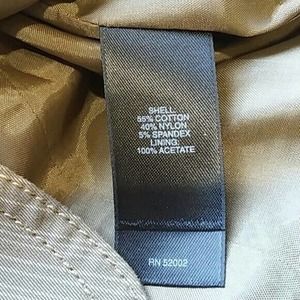 SHELL:
55% COTTON
40% NYLON
5% SPANDEX
LINING:
100% ACETATE
RN 52002